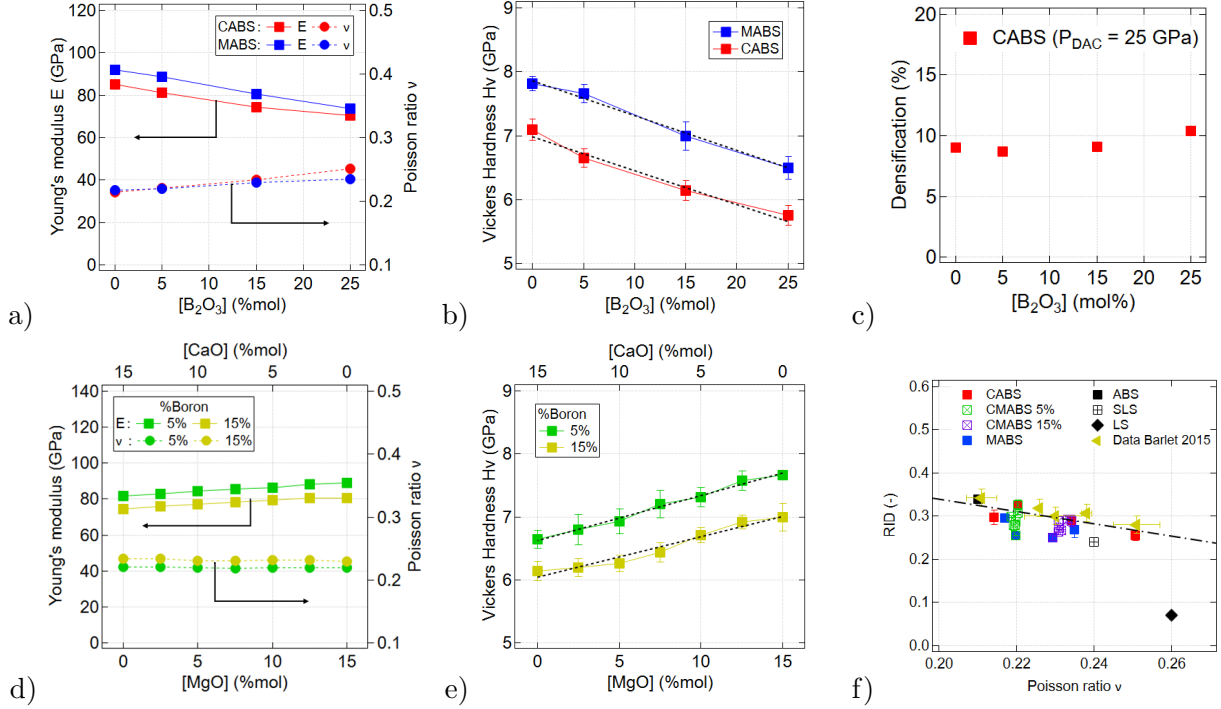 120
100
80
60
40
20
0
Young's modulus E (GPa)
CABS: E ν
MABS: E ν
0.5
0.4
0.3
0.2
0.1
Poisson ratio ν
0 5 10 15 20 25
[B₂O₃] (%mol)
a)
9
8
7
6
5
Vickers Hardness Hv (GPa)
MABS
CABS
0 5 10 15 20 25
[B₂O₃] (%mol)
b)
20
15
10
5
0
Densification (%)
CABS (P_DAC = 25 GPa)
0 5 10 15 20 25
[B₂O₃] (mol%)
c)
[CaO] (%mol)
15 10 5 0
140
120
100
80
60
40
20
0
Young's modulus E (GPa)
%Boron
E: 5% 15%
ν: 5% 15%
0.5
0.4
0.3
0.2
0.1
Poisson ratio ν
0 5 10 15
[MgO] (%mol)
d)
[CaO] (%mol)
15 10 5 0
9
8
7
6
5
Vickers Hardness Hv (GPa)
%Boron
5%
15%
0 5 10 15
[MgO] (%mol)
e)
0.6
0.5
0.4
0.3
0.2
0.1
0.0
RID (-)
CABS ABS
CMABS 5% SLS
CMABS 15% LS
MABS Data Barlet 2015
0.20 0.22 0.24 0.26
Poisson ratio ν
f)